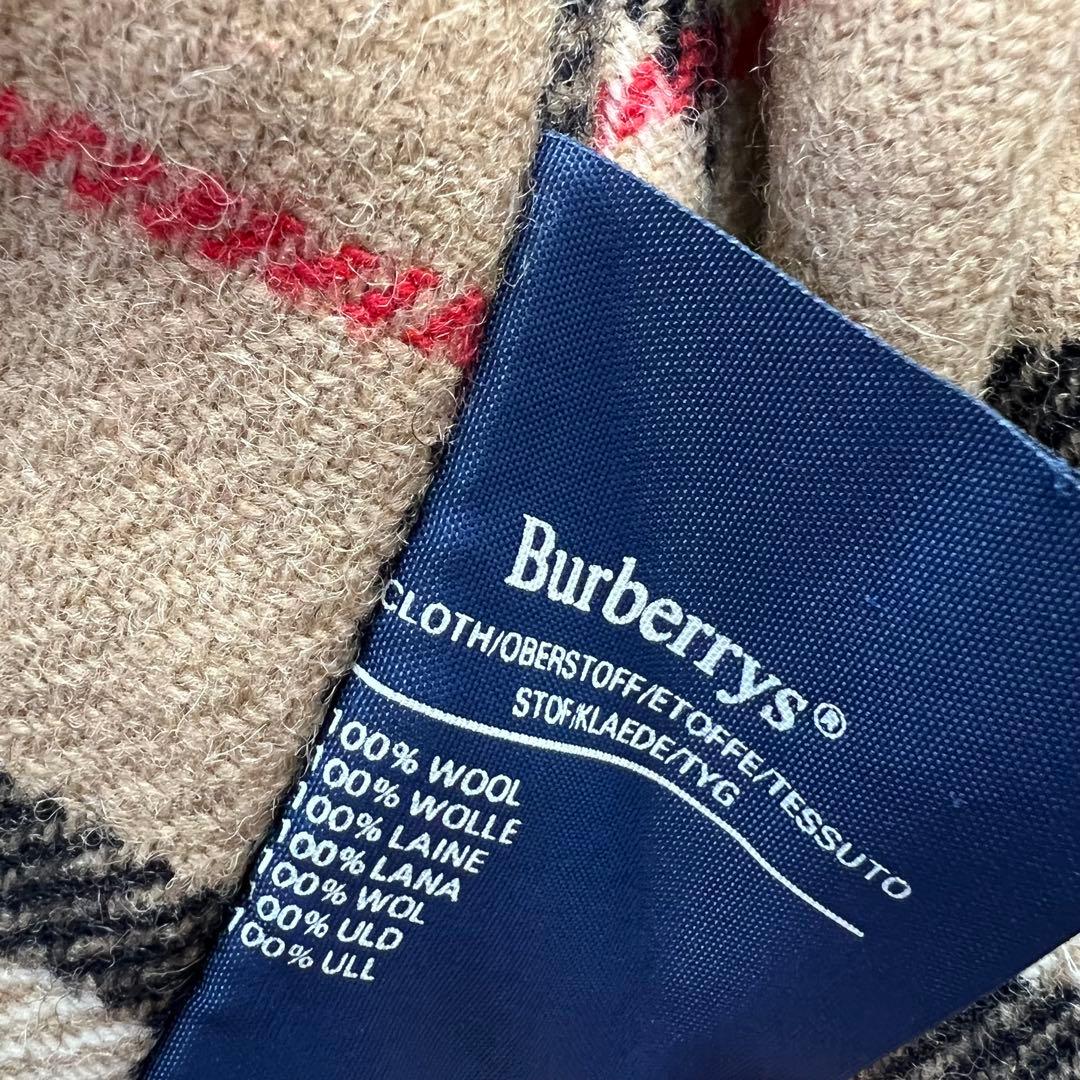 Burberrys®
CLOTH/OBERSTOFF/ETOFFE/TESSUTO
STOF/KLAEDE/TYG
100% WOOL
100% WOLLE
100% LAINE
100% LANA
100% WOL
100% ULD
100% ULL